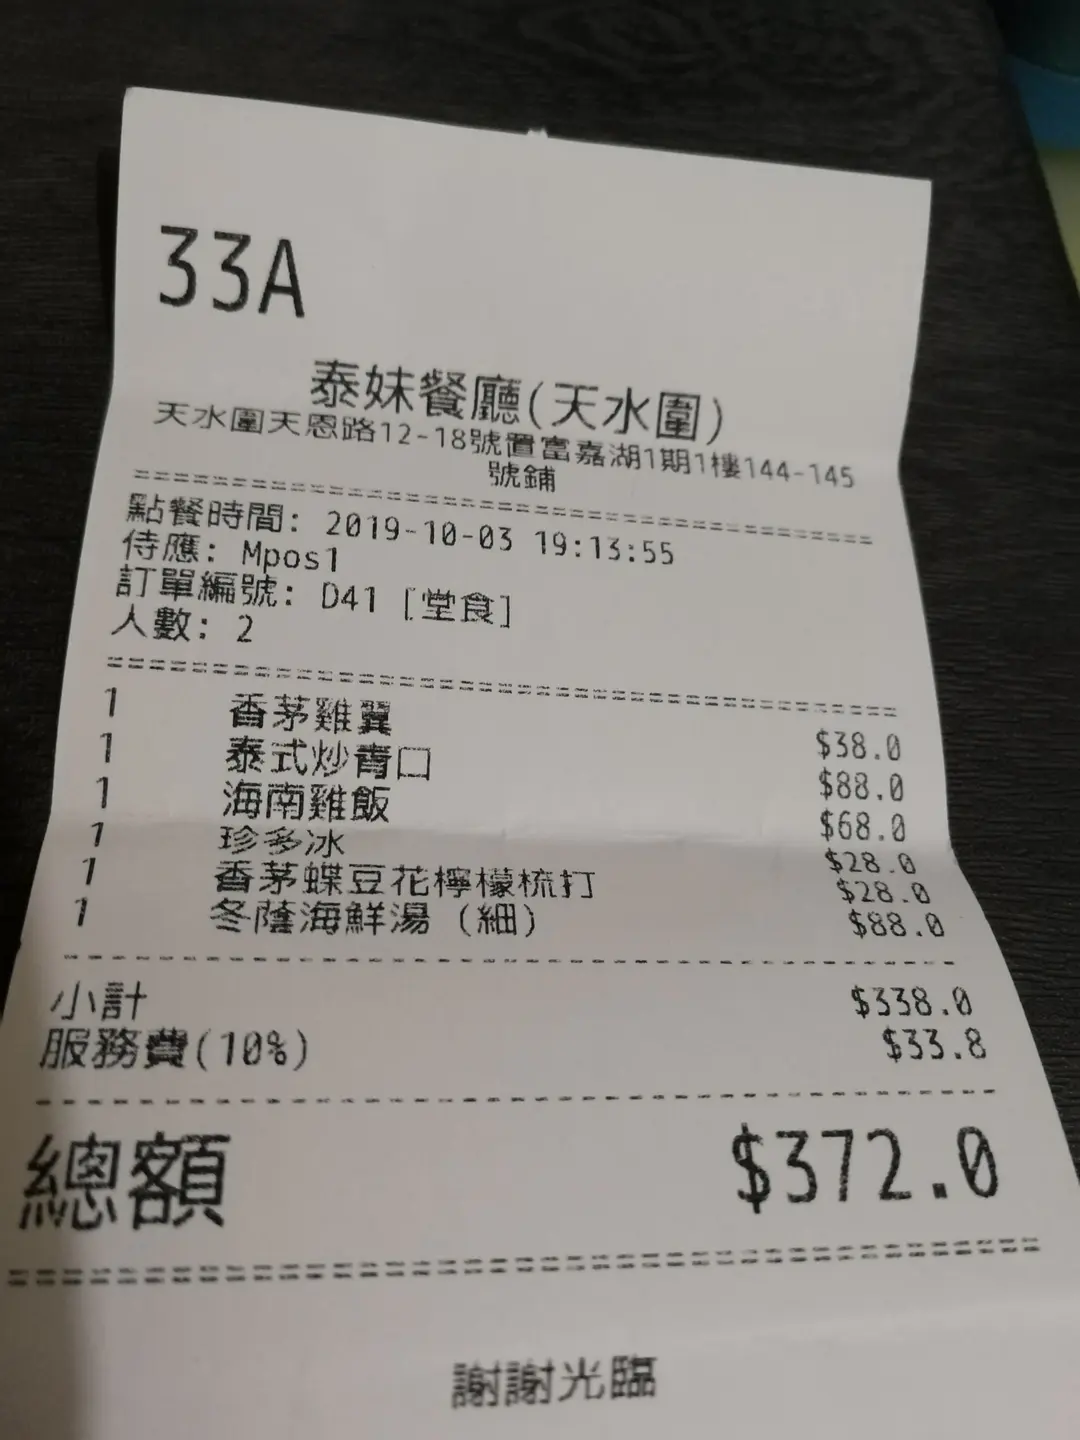 33A
泰妹餐廳(天水圍)
天水圍天恩路12-18號置富嘉湖1期1樓144-145
號鋪
點餐時間: 2019-10-03 19:13:55
侍應: Mpos1
訂單編號: D41 [堂食]
人數: 2
1 香茅雞翼 $38.0
1 泰式炒青口 $88.0
1 海南雞飯 $68.0
1 珍多冰 $28.0
1 香茅蝶豆花檸檬梳打 $28.0
1 冬蔭海鮮湯 (細) $88.0
小計 $338.0
服務費(10%) $33.8
總額 $372.0
謝謝光臨